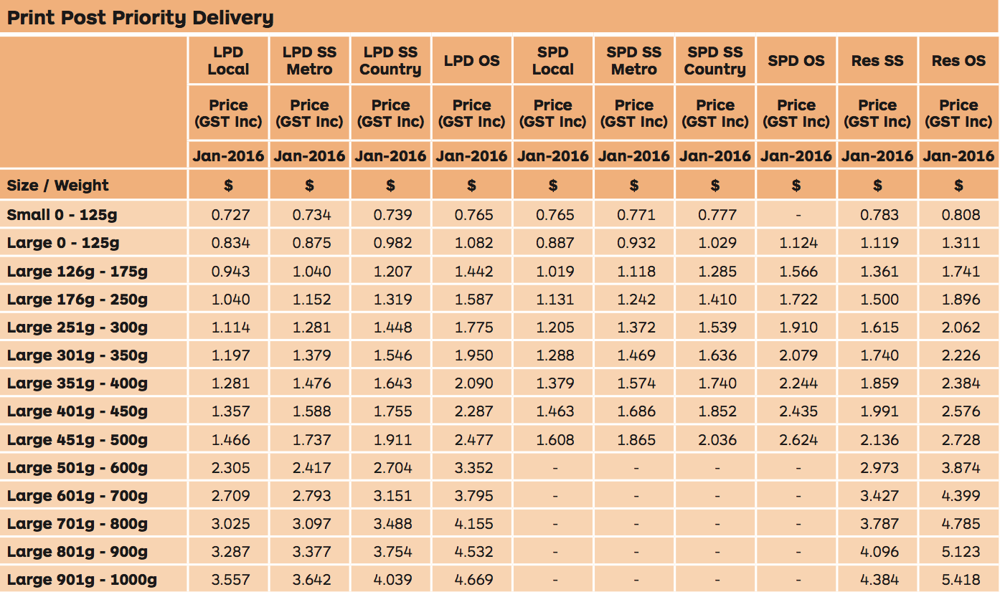 Print Post Priority Delivery
LPD Local LPD SS Metro LPD SS Country LPD OS SPD Local SPD SS Metro SPD SS Country SPD OS Res SS Res OS
Price (GST Inc) Price (GST Inc) Price (GST Inc) Price (GST Inc) Price (GST Inc) Price (GST Inc) Price (GST Inc) Price (GST Inc) Price (GST Inc) Price (GST Inc)
Jan-2016 Jan-2016 Jan-2016 Jan-2016 Jan-2016 Jan-2016 Jan-2016 Jan-2016 Jan-2016 Jan-2016
Size / Weight $ $ $ $ $ $ $ $ $ $
Small 0 - 125g 0.727 0.734 0.739 0.765 0.765 0.771 0.777 - 0.783 0.808
Large 0 - 125g 0.834 0.875 0.982 1.082 0.887 0.932 1.029 1.124 1.119 1.311
Large 126g - 175g 0.943 1.040 1.207 1.442 1.019 1.118 1.285 1.566 1.361 1.741
Large 176g - 250g 1.040 1.152 1.319 1.587 1.131 1.242 1.410 1.722 1.500 1.896
Large 251g - 300g 1.114 1.281 1.448 1.775 1.205 1.372 1.539 1.910 1.615 2.062
Large 301g - 350g 1.197 1.379 1.546 1.950 1.288 1.469 1.636 2.079 1.740 2.226
Large 351g - 400g 1.281 1.476 1.643 2.090 1.379 1.574 1.740 2.244 1.859 2.384
Large 401g - 450g 1.357 1.588 1.755 2.287 1.463 1.686 1.852 2.435 1.991 2.576
Large 451g - 500g 1.466 1.737 1.911 2.477 1.608 1.865 2.036 2.624 2.136 2.728
Large 501g - 600g 2.305 2.417 2.704 3.352 - - - - 2.973 3.874
Large 601g - 700g 2.709 2.793 3.151 3.795 - - - - 3.427 4.399
Large 701g - 800g 3.025 3.097 3.488 4.155 - - - - 3.787 4.785
Large 801g - 900g 3.287 3.377 3.754 4.532 - - - - 4.096 5.123
Large 901g - 1000g 3.557 3.642 4.039 4.669 - - - - 4.384 5.418